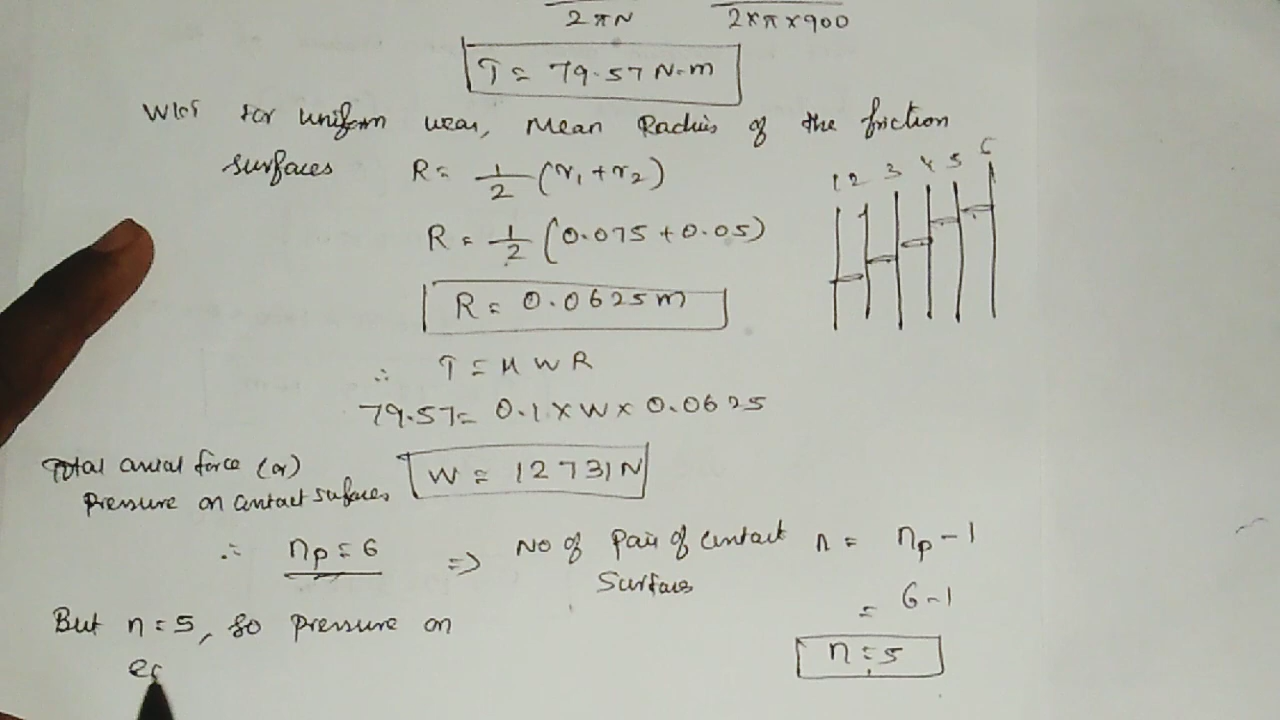 2πN    2×π×900
T = 79.57 N-m
WKT for uniform wear, Mean Radius of the friction
surfaces R = 1/2 (r₁ + r₂)
1 2 3 4 5 6
R = 1/2 (0.075 + 0.05)
R = 0.0625m
∴ T = μ W R
79.57 = 0.1 × W × 0.0625
Total axial force (or)
Pressure on contact surfaces W = 12731N
∴ np = 6 ⇒ No of Pair of contact n = np - 1
Surfaces
= 6-1
But n = 5, so pressure on
n = 5